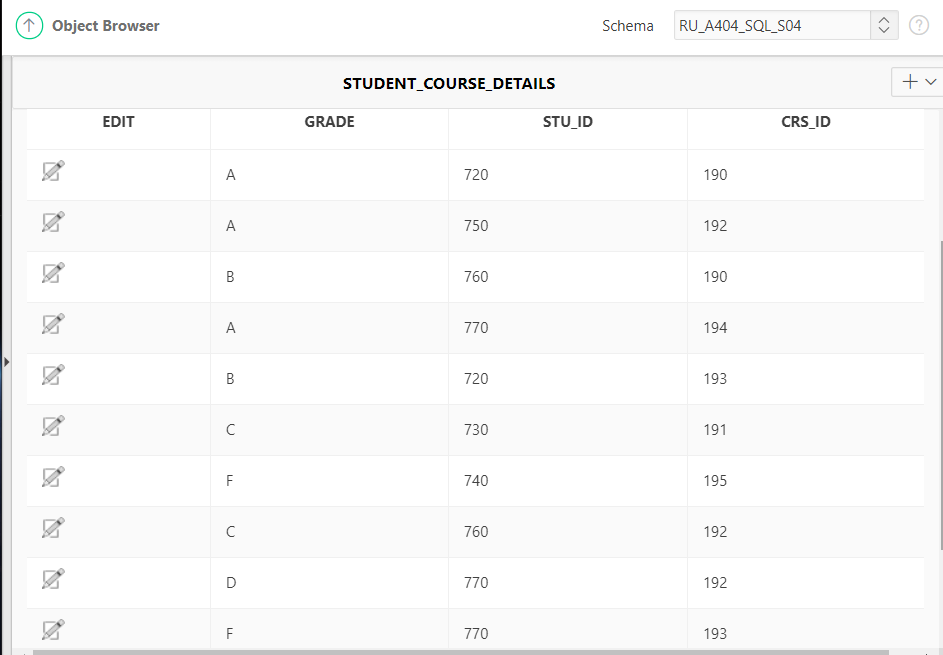 Object Browser Schema RU_A404_SQL_S04
STUDENT_COURSE_DETAILS
EDIT GRADE STU_ID CRS_ID
A 720 190
A 750 192
B 760 190
A 770 194
B 720 193
C 730 191
F 740 195
C 760 192
D 770 192
F 770 193